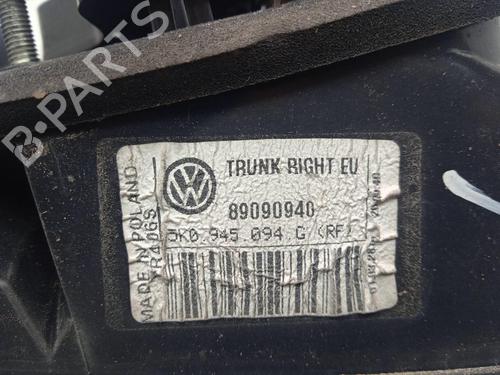 B-PARTS
TRUNK RIGHT EU
89090940
5K0 945 094 G (RF)
MADE IN POLAND